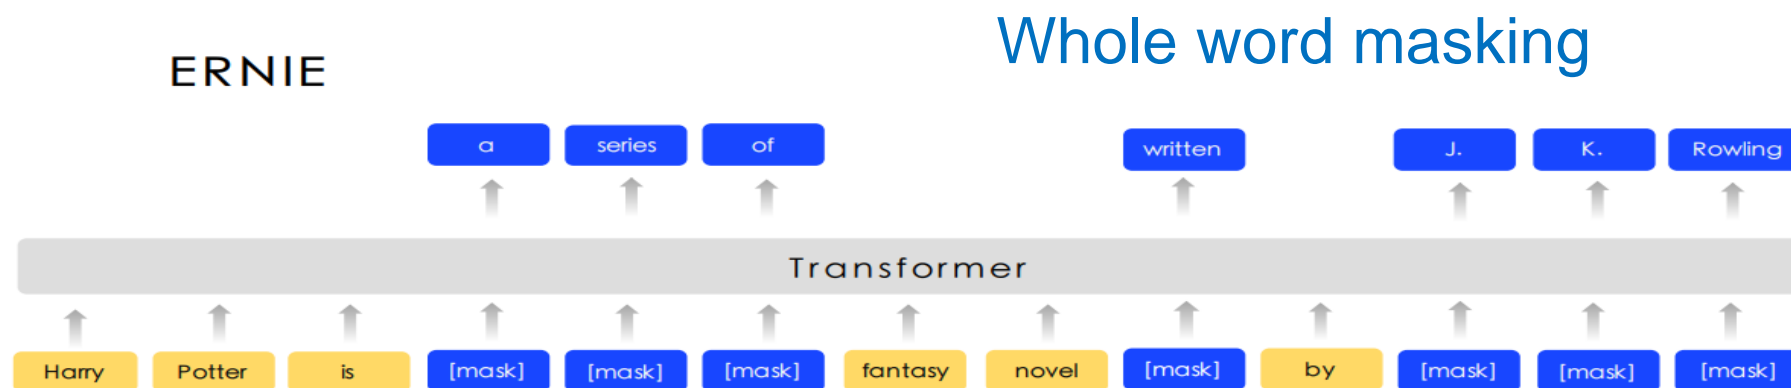 Whole word masking
ERNIE
a series of written J. K. Rowling
Transformer
Harry Potter is [mask] [mask] [mask] fantasy novel [mask] by [mask] [mask] [mask]